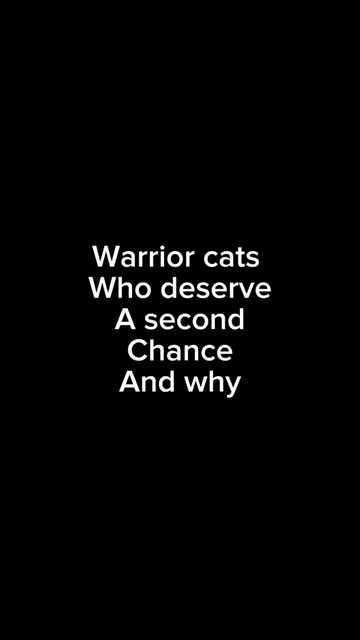 Warrior cats
Who deserve
A second
Chance
And why